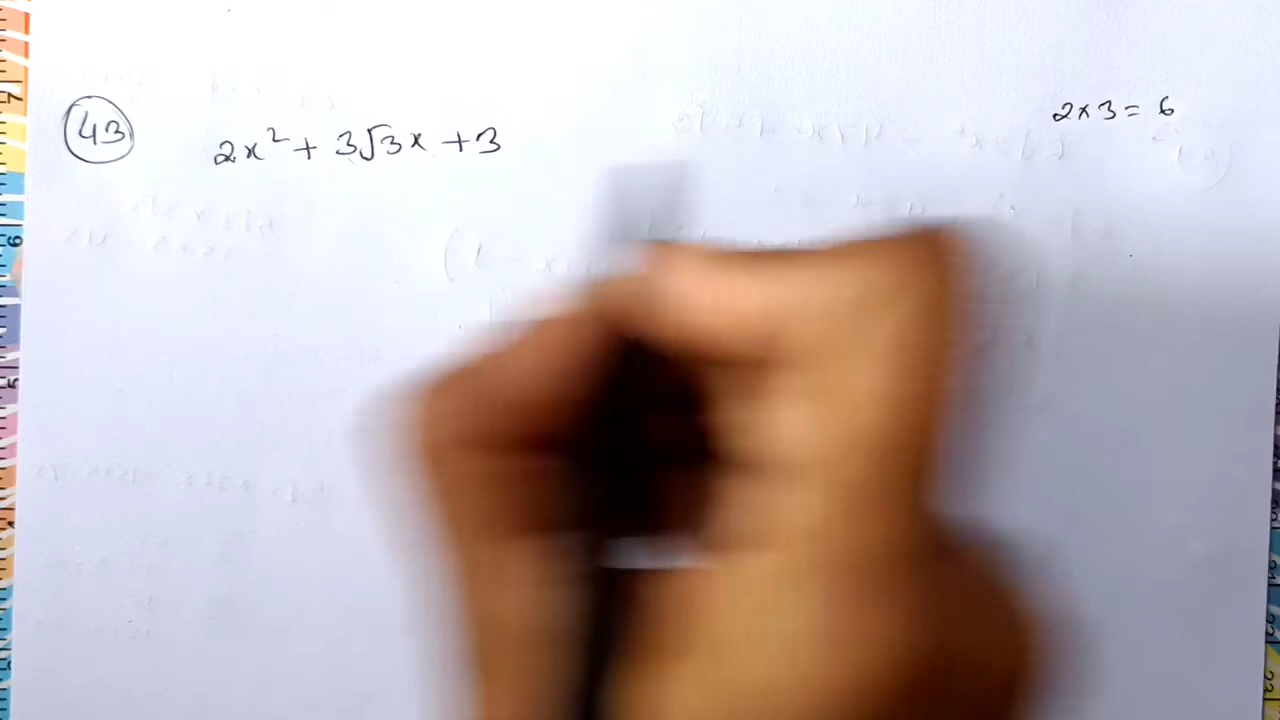 43 2x² + 3√3x + 3
2×3 = 6